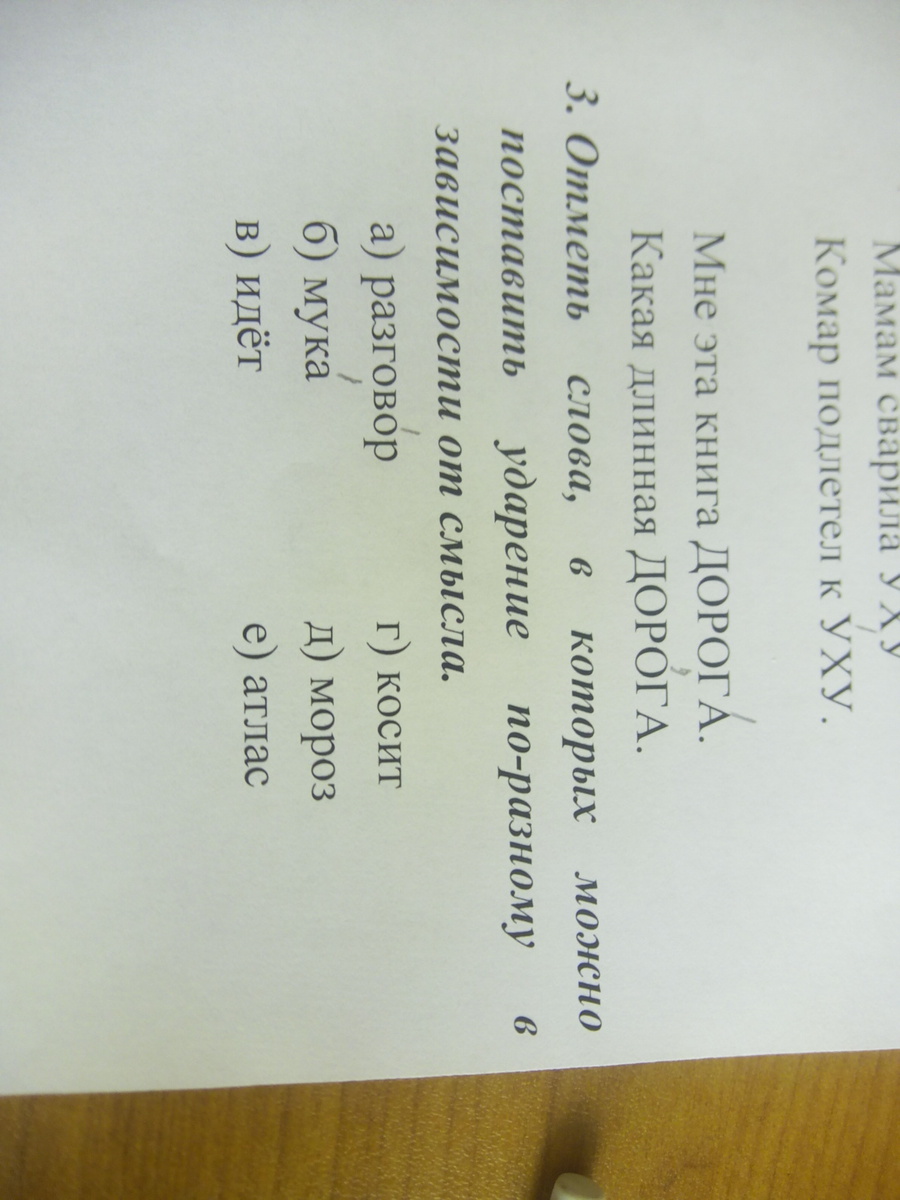 Мамам сварила УХУ
Комар подлетел к УХУ.
Мне эта книга ДОРОГА.
Какая длинная ДОРОГА.
3. Отметь слова, в которых можно
поставить ударение по-разному в
зависимости от смысла.
а) разговор г) косит
б) мука д) мороз
в) идёт е) атлас